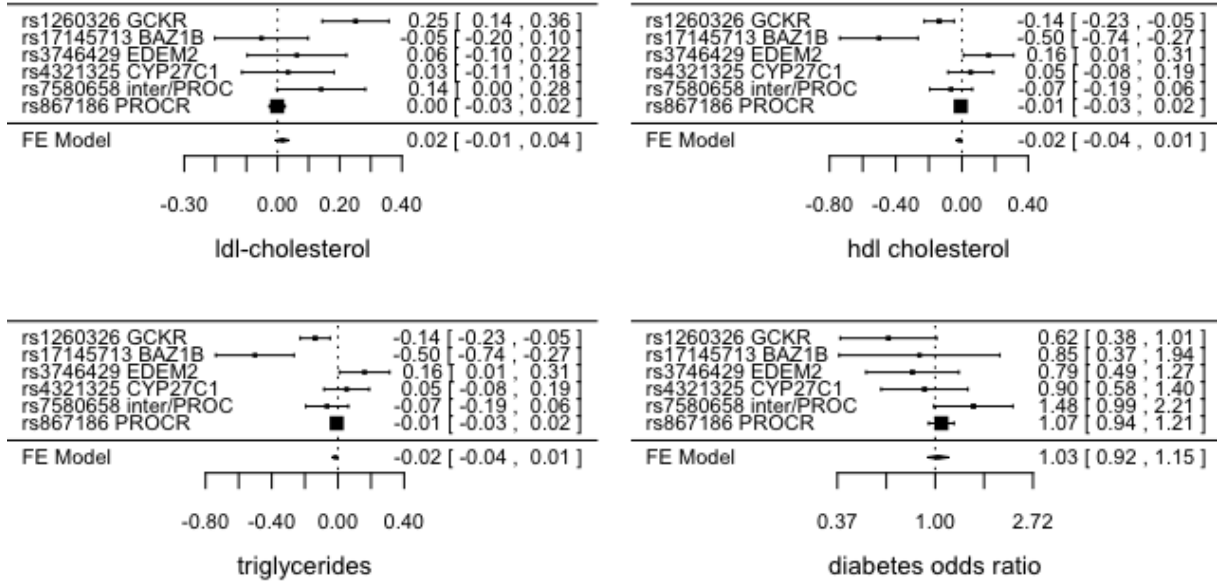 rs1260326 GCKR 0.25 [ 0.14 , 0.36 ]
rs17145713 BAZ1B -0.05 [ -0.20 , 0.10 ]
rs3746429 EDEM2 0.06 [ -0.10 , 0.22 ]
rs4321325 CYP27C1 0.03 [ -0.11 , 0.18 ]
rs7580658 inter/PROC 0.14 [ 0.00 , 0.28 ]
rs867186 PROCR 0.00 [ -0.03 , 0.02 ]
FE Model 0.02 [ -0.01 , 0.04 ]
-0.30 0.00 0.20 0.40
ldl-cholesterol
rs1260326 GCKR -0.14 [ -0.23 , -0.05 ]
rs17145713 BAZ1B -0.50 [ -0.74 , -0.27 ]
rs3746429 EDEM2 0.16 [ 0.01 , 0.31 ]
rs4321325 CYP27C1 0.05 [ -0.08 , 0.19 ]
rs7580658 inter/PROC -0.07 [ -0.19 , 0.06 ]
rs867186 PROCR -0.01 [ -0.03 , 0.02 ]
FE Model -0.02 [ -0.04 , 0.01 ]
-0.80 -0.40 0.00 0.40
hdl cholesterol
rs1260326 GCKR -0.14 [ -0.23 , -0.05 ]
rs17145713 BAZ1B -0.50 [ -0.74 , -0.27 ]
rs3746429 EDEM2 0.16 [ 0.01 , 0.31 ]
rs4321325 CYP27C1 0.05 [ -0.08 , 0.19 ]
rs7580658 inter/PROC -0.07 [ -0.19 , 0.06 ]
rs867186 PROCR -0.01 [ -0.03 , 0.02 ]
FE Model -0.02 [ -0.04 , 0.01 ]
-0.80 -0.40 0.00 0.40
triglycerides
rs1260326 GCKR 0.62 [ 0.38 , 1.01 ]
rs17145713 BAZ1B 0.85 [ 0.37 , 1.94 ]
rs3746429 EDEM2 0.79 [ 0.49 , 1.27 ]
rs4321325 CYP27C1 0.90 [ 0.58 , 1.40 ]
rs7580658 inter/PROC 1.48 [ 0.99 , 2.21 ]
rs867186 PROCR 1.07 [ 0.94 , 1.21 ]
FE Model 1.03 [ 0.92 , 1.15 ]
0.37 1.00 2.72
diabetes odds ratio